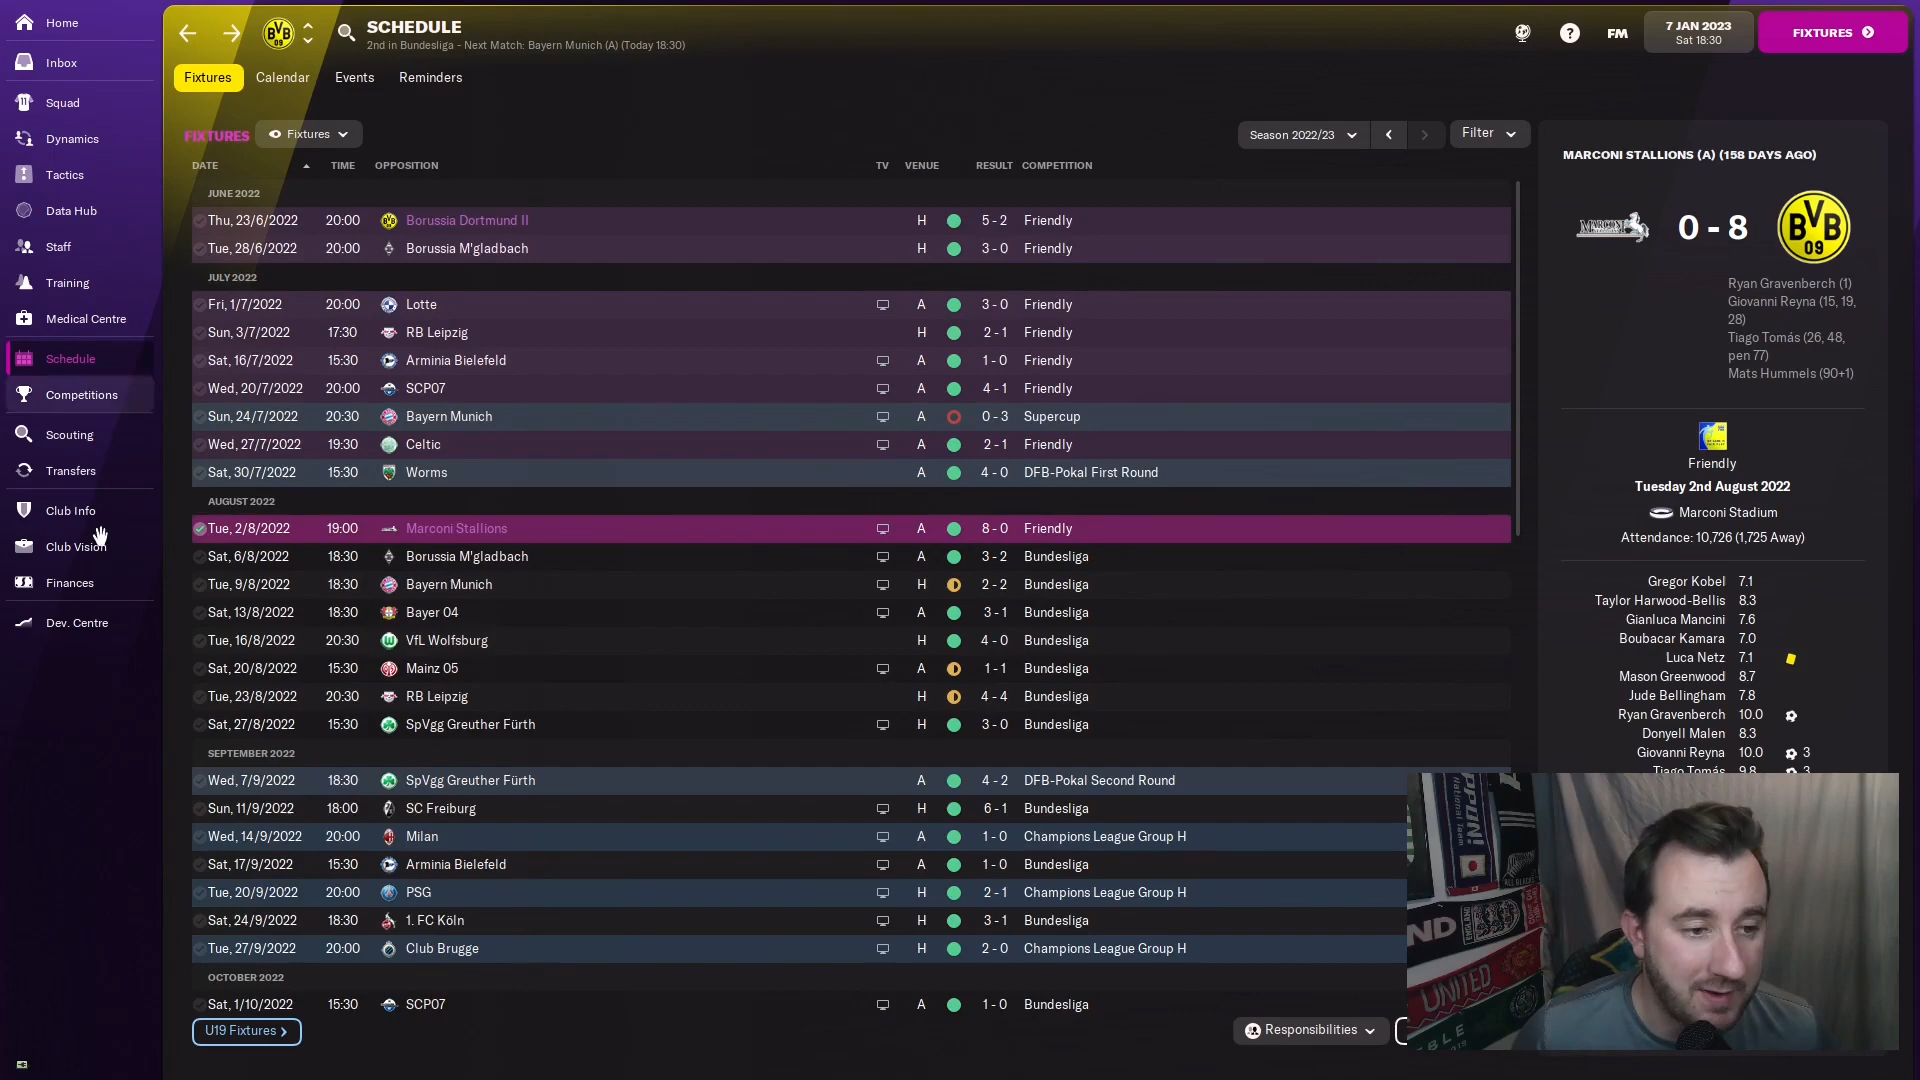 Home
Inbox
Squad
Dynamics
Tactics
Data Hub
Staff
Training
Medical Centre
Schedule
Competitions
Scouting
Transfers
Club Info
Club Vision
Finances
Dev. Centre
SCHEDULE
2nd in Bundesliga - Next Match: Bayern Munich (A) (Today 18:30)
FM
7 JAN 2023
Sat 18:30
FIXTURES
Fixtures Calendar Events Reminders
FIXTURES Fixtures Season 2022/23 Filter
DATE TIME OPPOSITION TV VENUE RESULT COMPETITION
JUNE 2022
Thu, 23/6/2022 20:00 Borussia Dortmund II H 5 - 2 Friendly
Tue, 28/6/2022 20:00 Borussia M'gladbach H 3 - 0 Friendly
JULY 2022
Fri, 1/7/2022 20:00 Lotte A 3 - 0 Friendly
Sun, 3/7/2022 17:30 RB Leipzig H 2 - 1 Friendly
Sat, 16/7/2022 15:30 Arminia Bielefeld A 1 - 0 Friendly
Wed, 20/7/2022 20:00 SCP07 A 4 - 1 Friendly
Sun, 24/7/2022 20:30 Bayern Munich A 0 - 3 Supercup
Wed, 27/7/2022 19:30 Celtic A 2 - 1 Friendly
Sat, 30/7/2022 15:30 Worms A 4 - 0 DFB-Pokal First Round
AUGUST 2022
Tue, 2/8/2022 19:00 Marconi Stallions A 8 - 0 Friendly
Sat, 6/8/2022 18:30 Borussia M'gladbach A 3 - 2 Bundesliga
Tue, 9/8/2022 18:30 Bayern Munich H 2 - 2 Bundesliga
Sat, 13/8/2022 18:30 Bayer 04 A 3 - 1 Bundesliga
Tue, 16/8/2022 20:30 VfL Wolfsburg H 4 - 0 Bundesliga
Sat, 20/8/2022 15:30 Mainz 05 A 1 - 1 Bundesliga
Tue, 23/8/2022 20:30 RB Leipzig H 4 - 4 Bundesliga
Sat, 27/8/2022 15:30 SpVgg Greuther Fürth H 3 - 0 Bundesliga
SEPTEMBER 2022
Wed, 7/9/2022 18:30 SpVgg Greuther Fürth A 4 - 2 DFB-Pokal Second Round
Sun, 11/9/2022 18:00 SC Freiburg H 6 - 1 Bundesliga
Wed, 14/9/2022 20:00 Milan A 1 - 0 Champions League Group H
Sat, 17/9/2022 15:30 Arminia Bielefeld A 1 - 0 Bundesliga
Tue, 20/9/2022 20:00 PSG H 2 - 1 Champions League Group H
Sat, 24/9/2022 18:30 1. FC Köln H 3 - 1 Bundesliga
Tue, 27/9/2022 20:00 Club Brugge H 2 - 0 Champions League Group H
OCTOBER 2022
Sat, 1/10/2022 15:30 SCP07 A 1 - 0 Bundesliga
U19 Fixtures
Responsibilities
MARCONI STALLIONS (A) (158 DAYS AGO)
MARCONI 0 - 8 BVB 09
Ryan Gravenberch (1)
Giovanni Reyna (15, 19,
28)
Tiago Tomás (26, 48,
pen 77)
Mats Hummels (90+1)
Friendly
Tuesday 2nd August 2022
Marconi Stadium
Attendance: 10,726 (1,725 Away)
Gregor Kobel 7.1
Taylor Harwood-Bellis 8.3
Gianluca Mancini 7.6
Boubacar Kamara 7.0
Luca Netz 7.1
Mason Greenwood 8.7
Jude Bellingham 7.8
Ryan Gravenberch 10.0
Donyell Malen 8.3
Giovanni Reyna 10.0 3
Tiago Tomás 9.8 3
National Team
ALL BLACKS
ENGLAND
UNITED